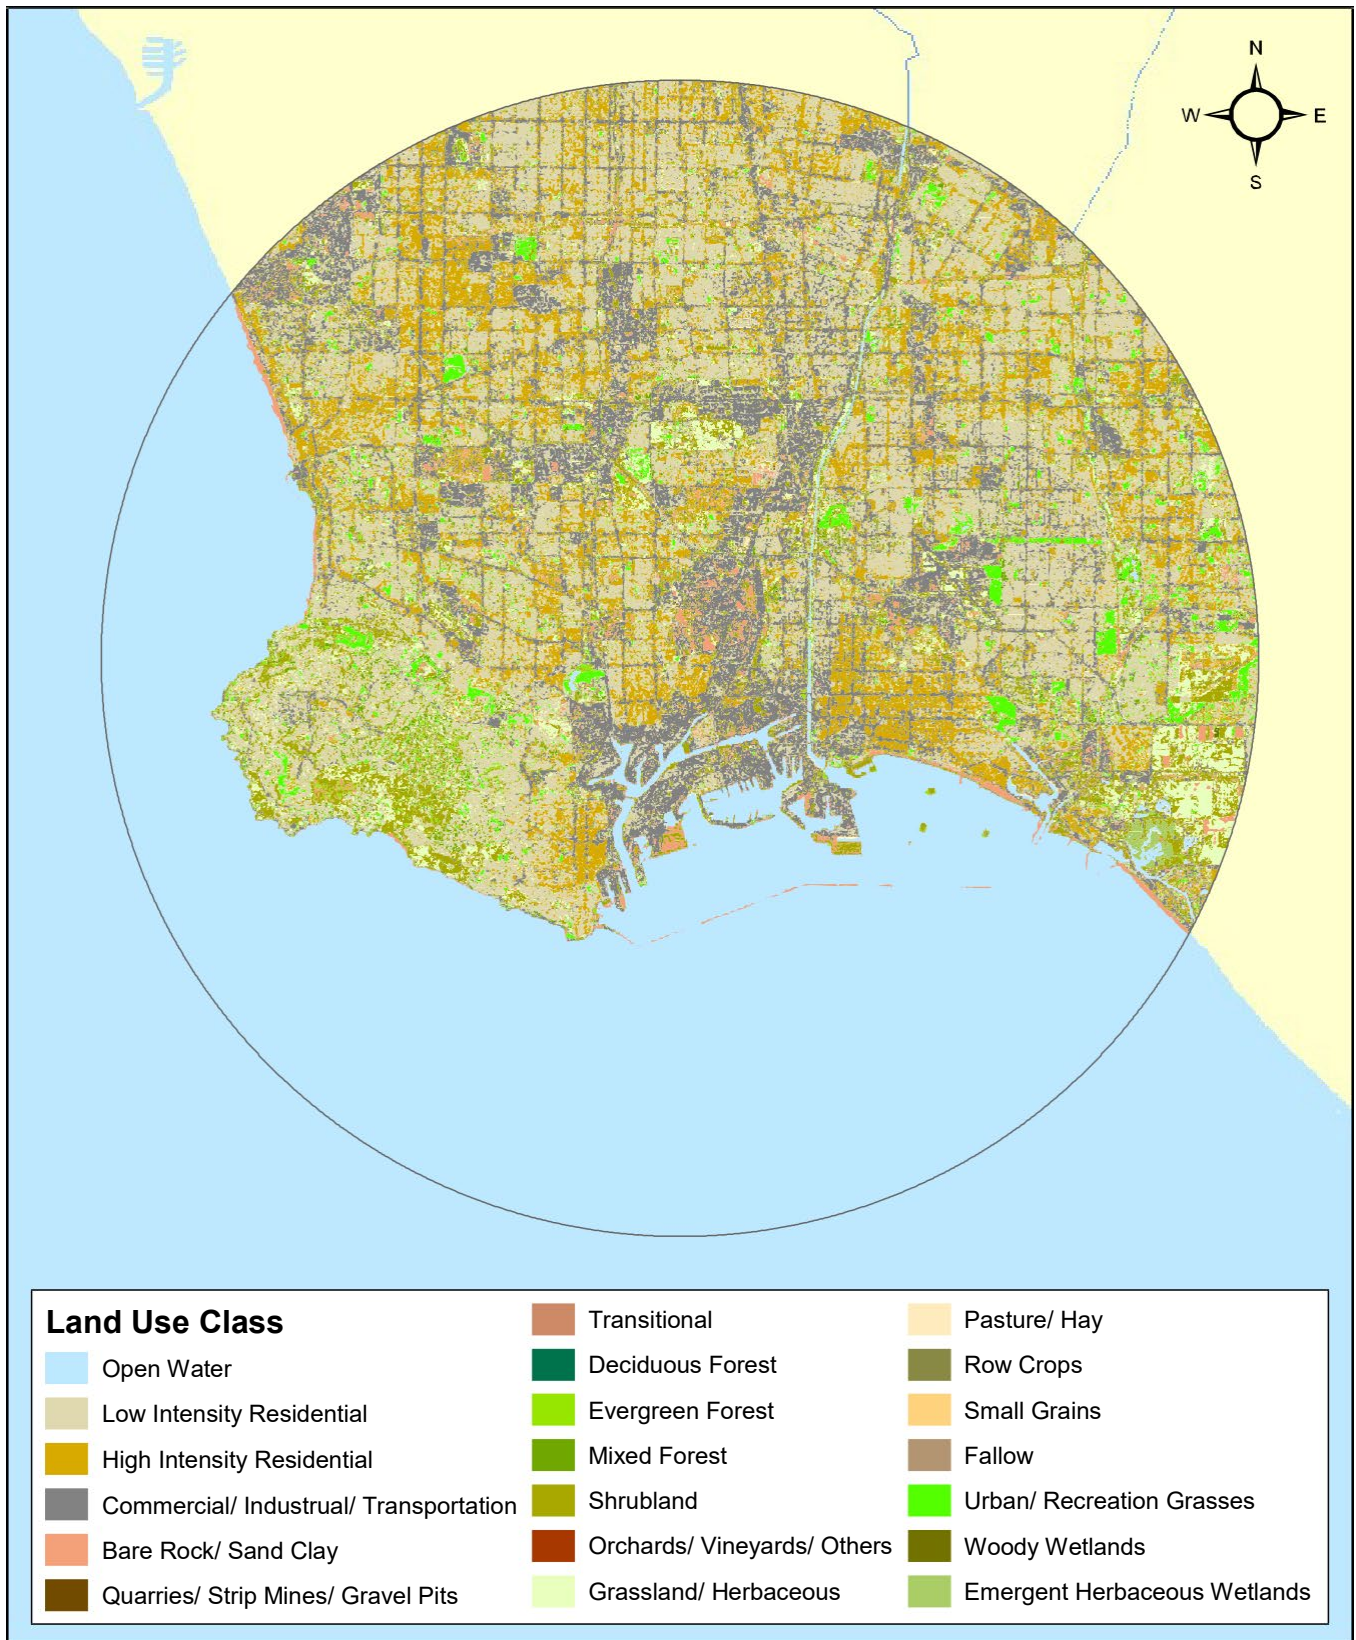 N
W E
S
Land Use Class
Open Water
Low Intensity Residential
High Intensity Residential
Commercial/ Industrual/ Transportation
Bare Rock/ Sand Clay
Quarries/ Strip Mines/ Gravel Pits
Transitional
Deciduous Forest
Evergreen Forest
Mixed Forest
Shrubland
Orchards/ Vineyards/ Others
Grassland/ Herbaceous
Pasture/ Hay
Row Crops
Small Grains
Fallow
Urban/ Recreation Grasses
Woody Wetlands
Emergent Herbaceous Wetlands